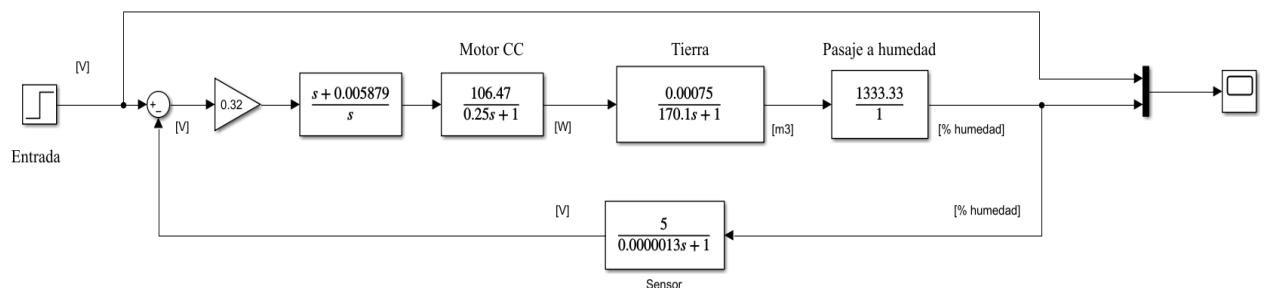 Motor CC
Tierra
Pasaje a humedad
[V]
+
−
[V]
0.32
s + 0.005879
s
106.47
0.25s + 1
[W]
0.00075
170.1s + 1
[m3]
1333.33
1
[% humedad]
Entrada
[V]
5
0.0000013s + 1
[% humedad]
Sensor